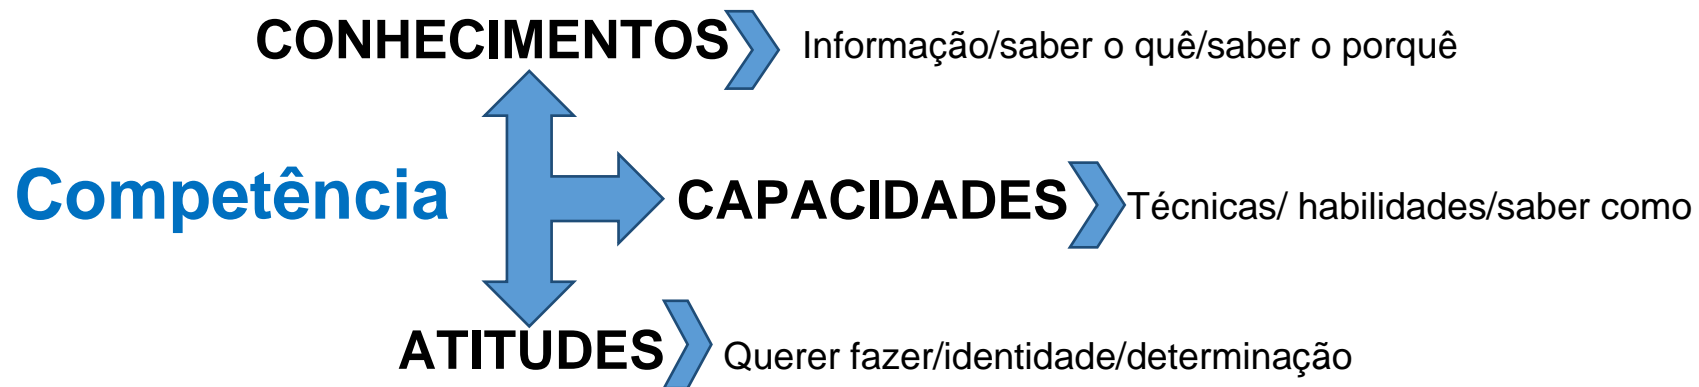 CONHECIMENTOS Informação/saber o quê/saber o porquê
Competência CAPACIDADES Técnicas/ habilidades/saber como
ATITUDES Querer fazer/identidade/determinação